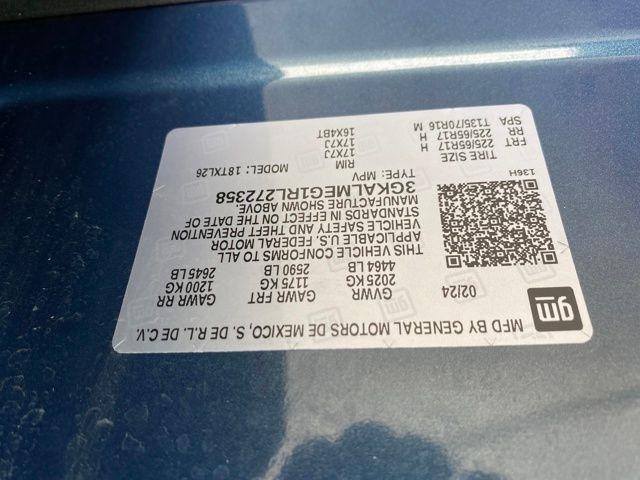 MFD BY GENERAL MOTORS DE MEXICO, S. DE R.L. DE C.V.
gm
02/24
GVWR GAWR FRT GAWR RR
2025 KG 1175 KG 1200 KG
4464 LB 2590 LB 2645 LB
THIS VEHICLE CONFORMS TO ALL
APPLICABLE U.S. FEDERAL MOTOR
VEHICLE SAFETY AND THEFT PREVENTION
STANDARDS IN EFFECT ON THE DATE OF
MANUFACTURE SHOWN ABOVE.
3GKALMEG1RL272358
TYPE: MPV MODEL: 18TXL26
136H
TIRE SIZE RIM
FRT 225/65R17 H 17X7J
RR 225/65R17 H 17X7J
SPA T135/70R16 M 16X4BT